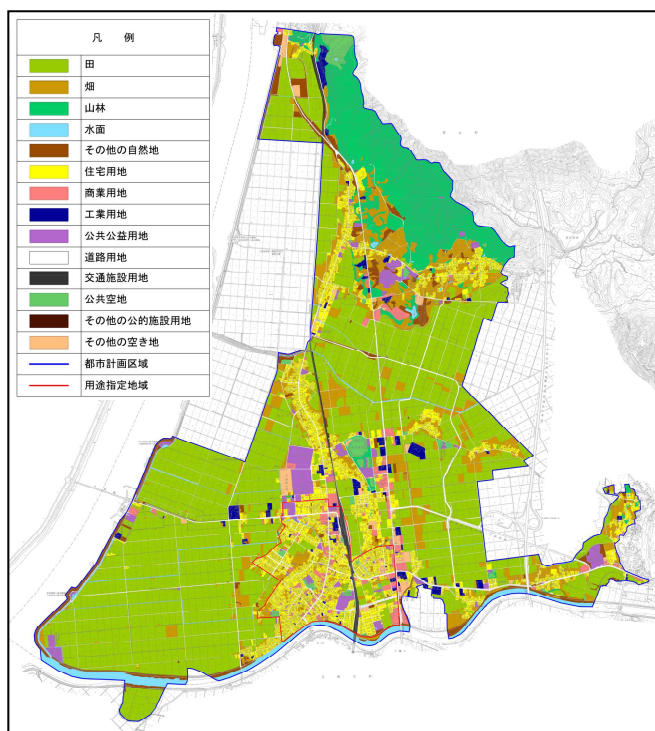 凡　例
田
畑
山林
水面
その他の自然地
住宅用地
商業用地
工業用地
公共公益用地
道路用地
交通施設用地
公共空地
その他の公的施設用地
その他の空き地
都市計画区域
用途指定地域